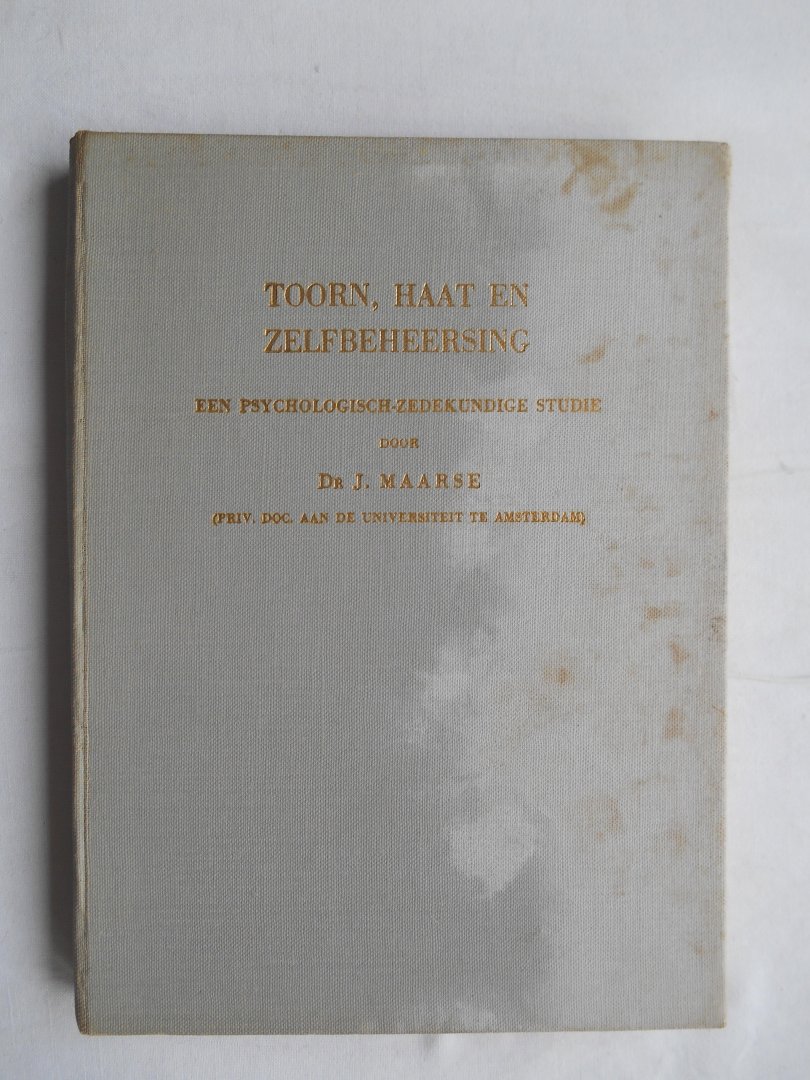 TOORN, HAAT EN
ZELFBEHEERSING
EEN PSYCHOLOGISCH-ZEDEKUNDIGE STUDIE
DOOR
DR J. MAARSE
(PRIV. DOC. AAN DE UNIVERSITEIT TE AMSTERDAM)